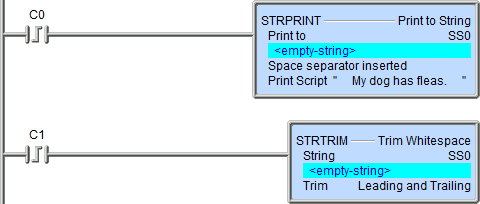 C0
STRPRINT Print to String
Print to SS0
<empty-string>
Space separator inserted
Print Script " My dog has fleas. "
C1
STRTRIM Trim Whitespace
String SS0
<empty-string>
Trim Leading and Trailing